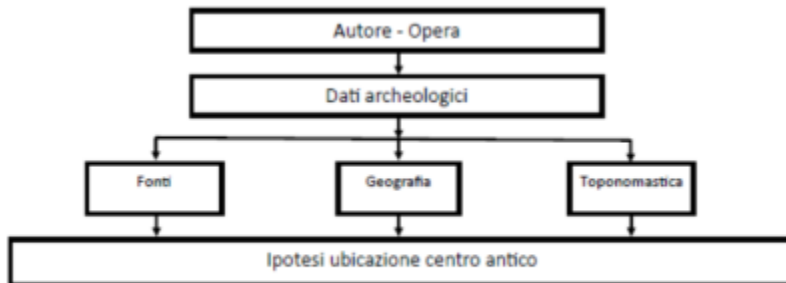 Autore - Opera
Dati archeologici
Fonti
Geografia
Toponomastica
Ipotesi ubicazione centro antico